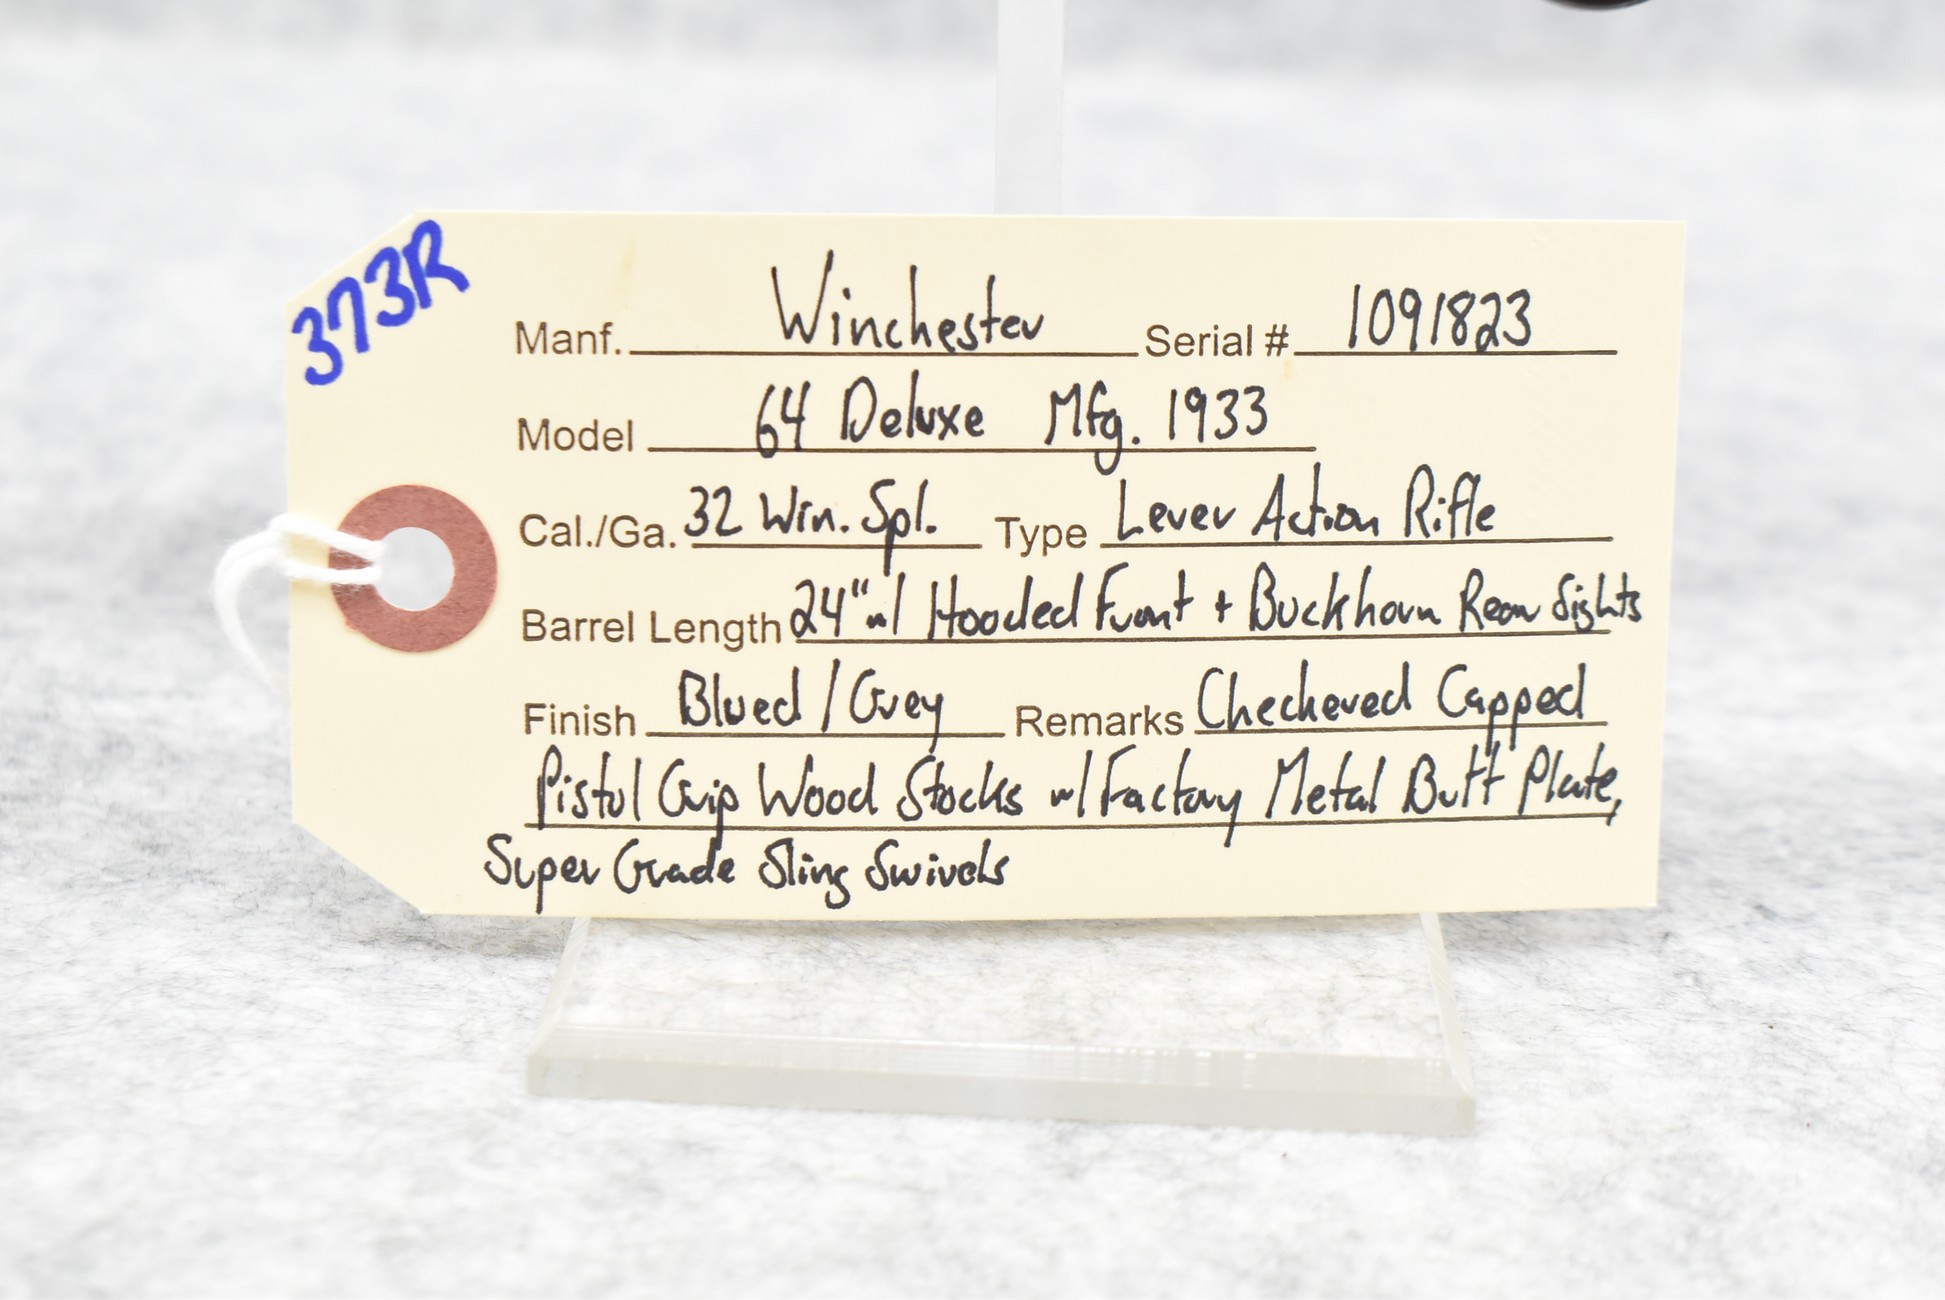 373R
Manf. Winchester Serial # 1091823
Model 64 Deluxe Mfg. 1933
Cal./Ga. 32 Win. Spl. Type Lever Action Rifle
Barrel Length 24" w/ Hooded Front + Buckhorn Rear Sights
Finish Blued / Grey Remarks Checkered Capped
Pistol Grip Wood Stocks w/ Factory Metal Butt Plate,
Super Grade Sling Swivels